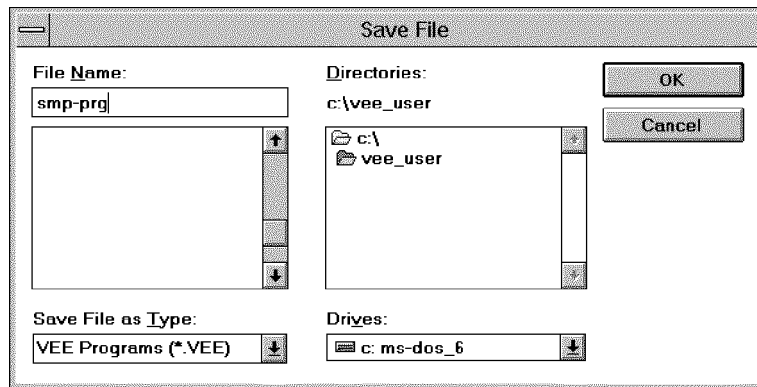 Save File
File Name:
smp-prg
Directories:
c:\vee_user
c:\
vee_user
OK
Cancel
Save File as Type:
VEE Programs (*.VEE)
Drives:
c: ms-dos_6